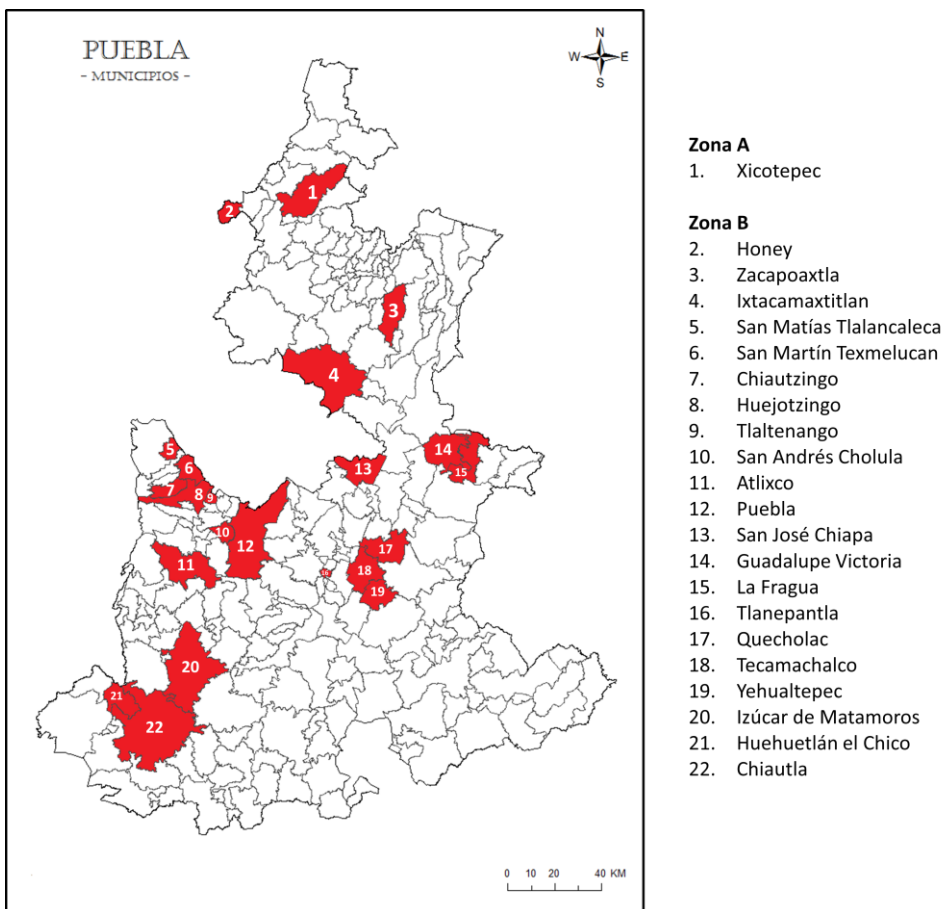 PUEBLA
- MUNICIPIOS -
N
W E
S
1
2
3
4
5
6
7
8
9
10
11
12
13
14
15
16
17
18
19
20
21
22
0 10 20 40 KM
Zona A
1. Xicotepec
Zona B
2. Honey
3. Zacapoaxtla
4. Ixtacamaxtitlan
5. San Matías Tlalancaleca
6. San Martín Texmelucan
7. Chiautzingo
8. Huejotzingo
9. Tlaltenango
10. San Andrés Cholula
11. Atlixco
12. Puebla
13. San José Chiapa
14. Guadalupe Victoria
15. La Fragua
16. Tlanepantla
17. Quecholac
18. Tecamachalco
19. Yehualtepec
20. Izúcar de Matamoros
21. Huehuetlán el Chico
22. Chiautla